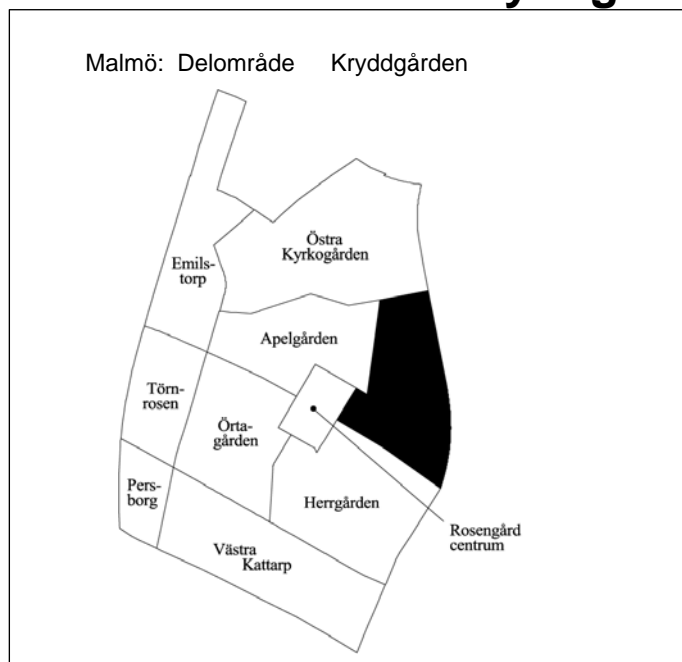 Malmö: Delområde Kryddgården
Östra
Kyrkogården
Emils-
torp
Apelgården
Törn-
rosen
Örta-
gården
Pers-
borg
Herrgården
Rosengård
centrum
Västra
Kattarp